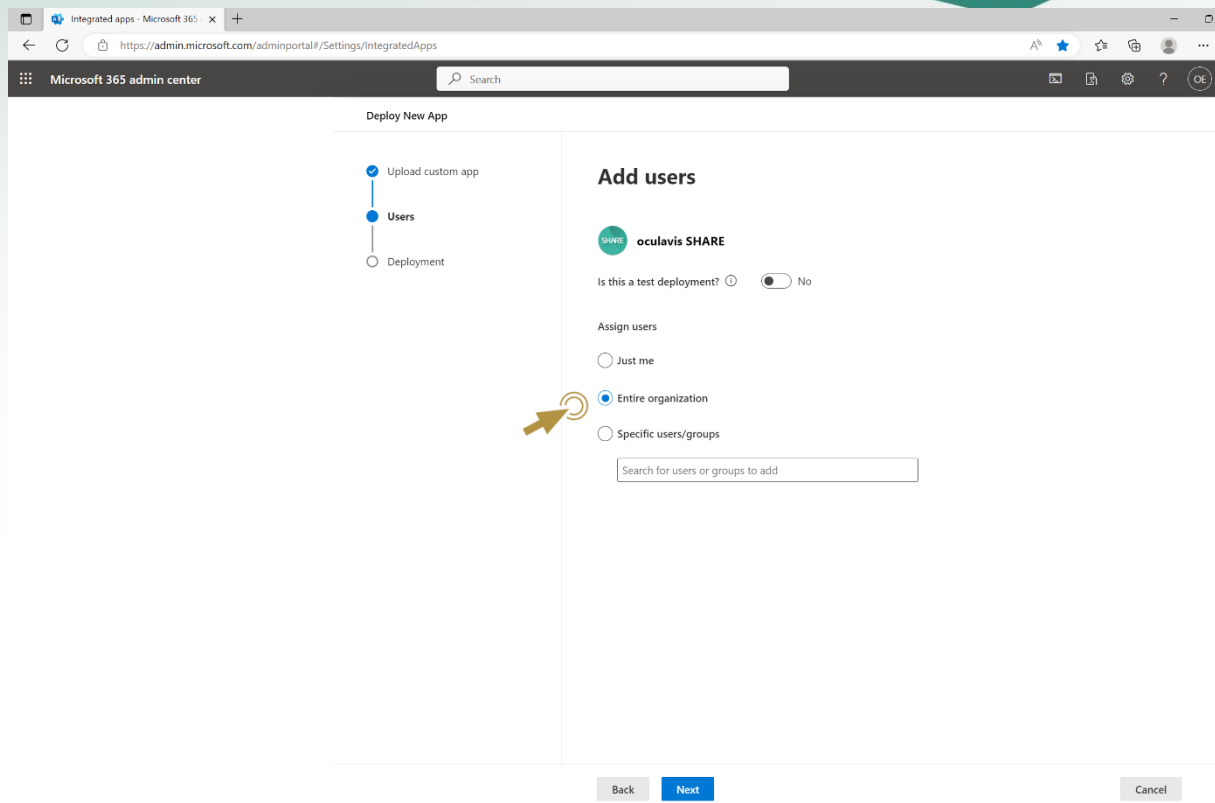 Integrated apps - Microsoft 365
https://admin.microsoft.com/adminportal#/Settings/IntegratedApps
Microsoft 365 admin center
Search
OE
Deploy New App
Upload custom app
Users
Deployment
Add users
SHARE
oculavis SHARE
Is this a test deployment?
No
Assign users
Just me
Entire organization
Specific users/groups
Search for users or groups to add
Back
Next
Cancel